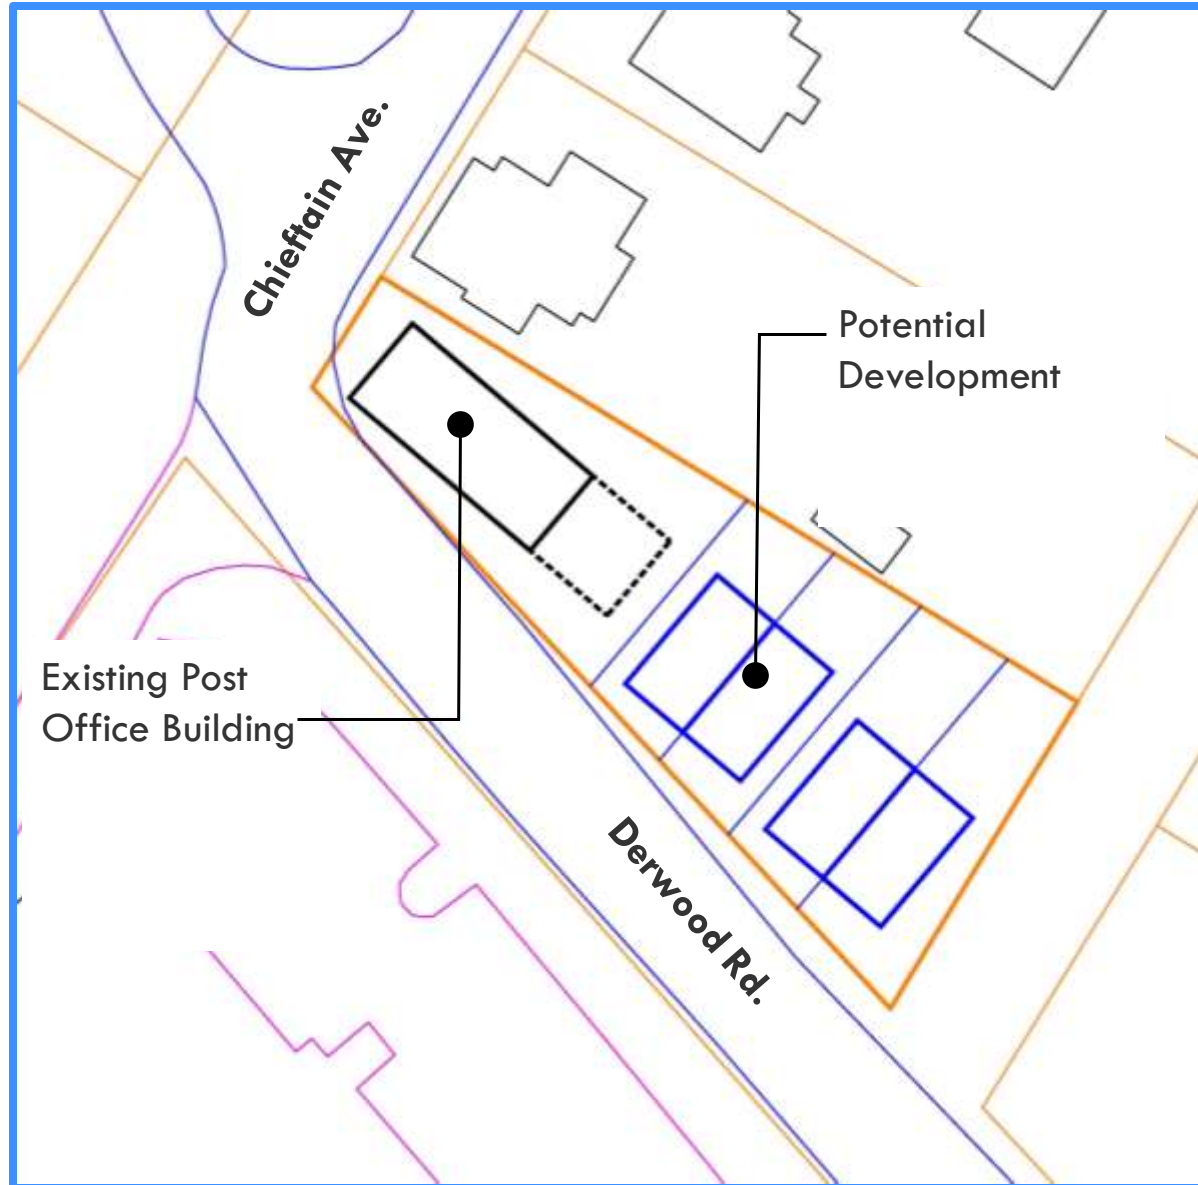 Chieftain Ave.
Potential
Development
Existing Post
Office Building
Derwood Rd.